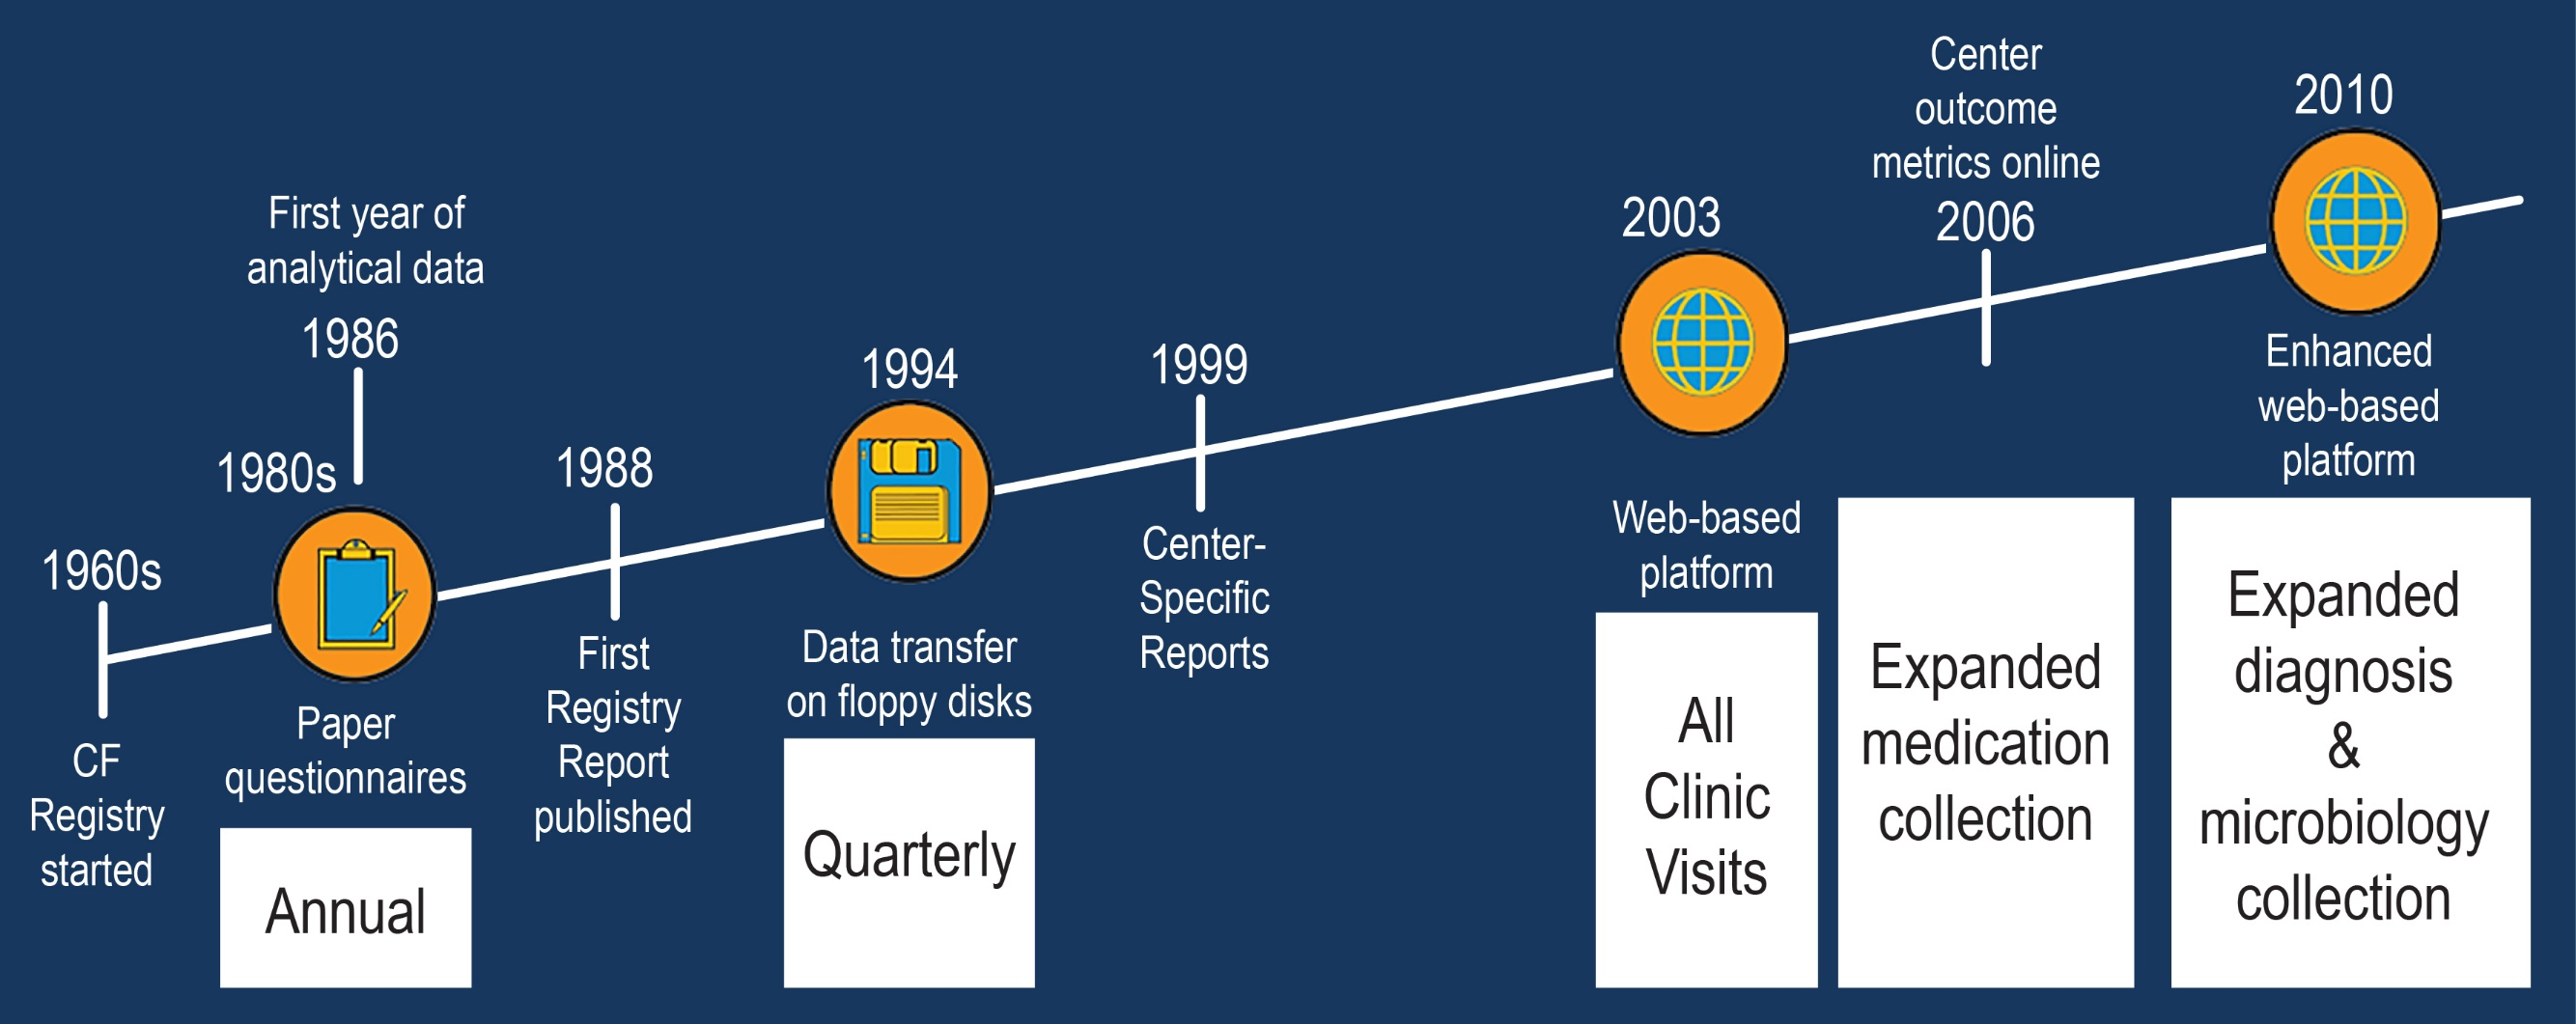 1960s
CF
Registry
started
First year of
analytical data
1986
1980s
Paper
questionnaires
Annual
1988
First
Registry
Report
published
1994
Data transfer
on floppy disks
Quarterly
1999
Center-
Specific
Reports
2003
Web-based
platform
All
Clinic
Visits
Center
outcome
metrics online
2006
Expanded
medication
collection
2010
Enhanced
web-based
platform
Expanded
diagnosis
&
microbiology
collection